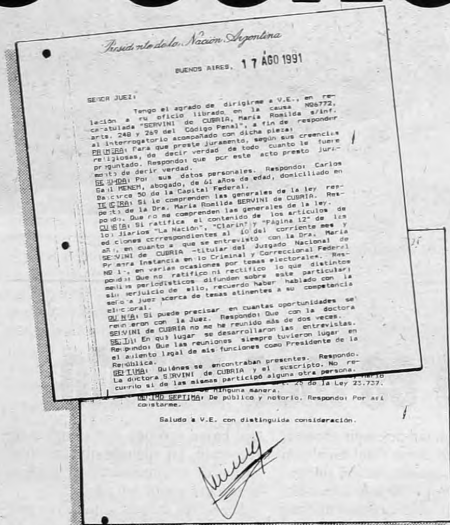 Presidente de la Nación Argentina
BUENOS AIRES, 17 AGO 1991
SEÑOR JUEZ:
Tengo el agrado de dirigirme a V.E., en re-
lación a su oficio librado en la causa Nº6772,
caratulada "SERVINI de CUBRIA, María Romilda s/inf.
arts. 248 y 269 del Código Penal", a fin de responder
al interrogatorio acompañado con dicha pieza:
PRIMERA: Para que preste juramento, según sus creencias
religiosas, de decir verdad de todo cuanto le fuere
preguntado. Respondo: que por este acto presto jura-
mento de decir verdad.
SEGUNDA: Por sus datos personales. Respondo: Carlos
Saúl MENEM, abogado, de 61 años de edad, domiciliado en
Balcarce 50 de la Capital Federal.
TERCERA: Si le comprenden las generales de la ley res-
pecto de la Dra. María Romilda SERVINI de CUBRIA. Res-
pondo: Que no me comprenden las generales de la ley.
CUARTA: Si ratifica el contenido de los artículos de
los Diarios "La Nación", "Clarín" y "Página 12" de las
ediciones correspondientes al 10 del corriente mes y
año, en cuanto a que se entrevistó con la Dra. María
SERVINI de CUBRIA -titular del Juzgado Nacional de
Primera Instancia en lo Criminal y Correccional Federal
Nº 1-, en varias ocasiones por temas electorales. Res-
pondo: Que no ratifico ni rectifico lo que distintos
medios periodísticos difunden sobre este particular;
sin perjuicio de ello, recuerdo haber hablado con la
señora Juez acerca de temas atinentes a su competencia
electoral.
QUINTA: Si puede precisar en cuantas oportunidades se
reunieron con la Juez. Respondo: Que con la doctora
SERVINI de CUBRIA no me he reunido más de dos veces.
SEXTA: En qué lugar se desarrollaron las entrevistas.
Respondo: Que las reuniones siempre tuvieron lugar en
el asiento legal de mis funciones como Presidente de la
República.
SEPTIMA: Quiénes se encontraban presentes. Respondo.
La doctora SERVINI de CUBRIA y el suscripto. No re-
cuerdo si de las mismas participó alguna otra persona.
25 de la Ley 23.737.
ninguna manera.
DECIMO SEPTIMA: De público y notorio. Respondo: Por así
constarme.
Saludo a V.E. con distinguida consideración.